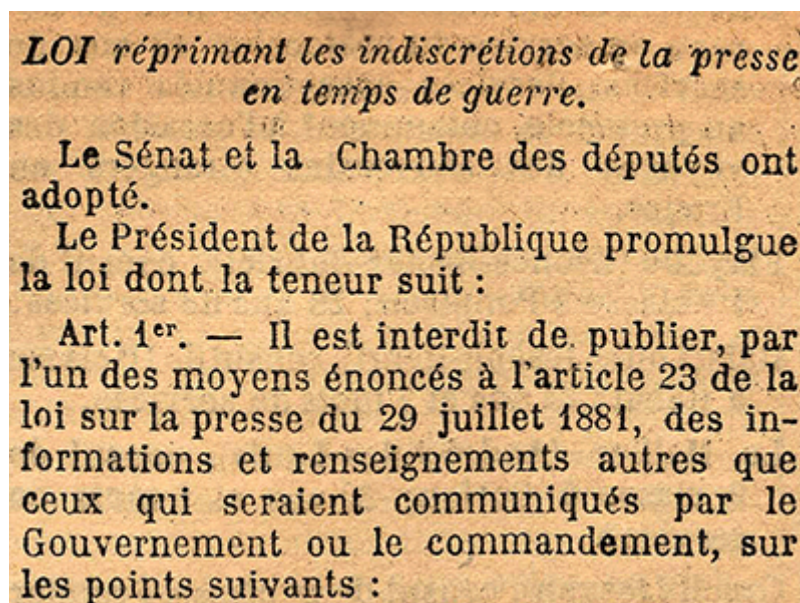 LOI réprimant les indiscrétions de la presse
en temps de guerre.
Le Sénat et la Chambre des députés ont
adopté.
Le Président de la République promulgue
la loi dont la teneur suit :
Art. 1er. — Il est interdit de publier, par
l'un des moyens énoncés à l'article 23 de la
loi sur la presse du 29 juillet 1881, des in-
formations et renseignements autres que
ceux qui seraient communiqués par le
Gouvernement ou le commandement, sur
les points suivants :